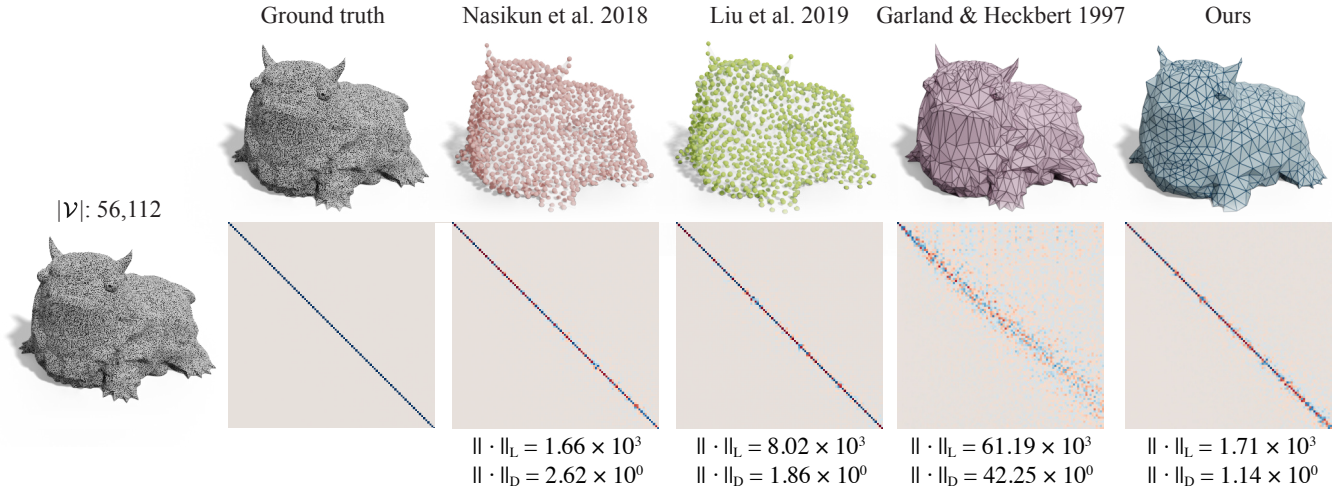 Ground truth
Nasikun et al. 2018
Liu et al. 2019
Garland & Heckbert 1997
Ours
|𝒱|: 56,112
‖ · ‖L = 1.66 × 10³
‖ · ‖D = 2.62 × 10⁰
‖ · ‖L = 8.02 × 10³
‖ · ‖D = 1.86 × 10⁰
‖ · ‖L = 61.19 × 10³
‖ · ‖D = 42.25 × 10⁰
‖ · ‖L = 1.71 × 10³
‖ · ‖D = 1.14 × 10⁰